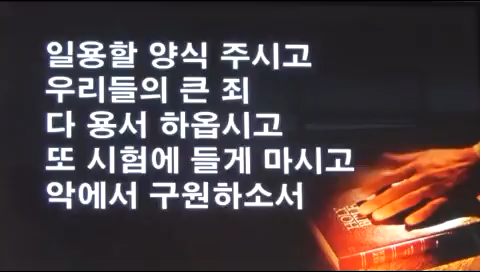 일용할 양식 주시고
우리들의 큰 죄
다 용서 하옵시고
또 시험에 들게 마시고
악에서 구원하소서
HOLY BIBLE